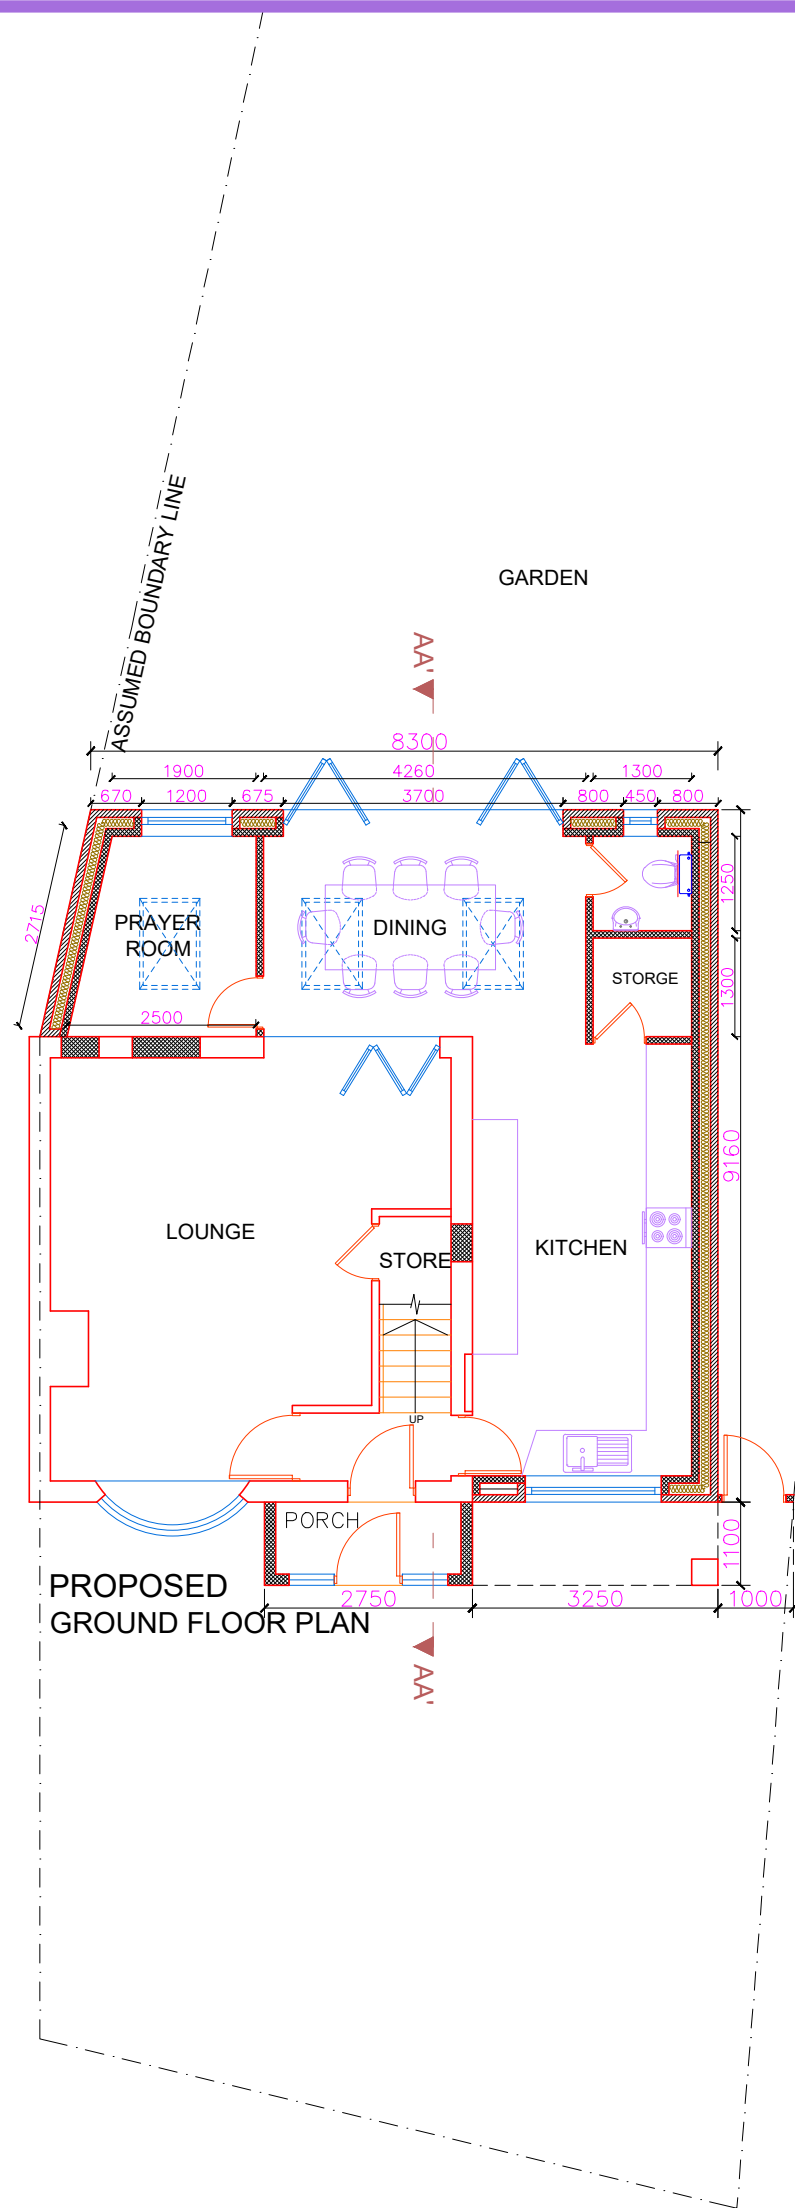 ASSUMED BOUNDARY LINE
GARDEN
AA'
8300
1900
4260
1300
670
1200
675
3700
800
450
800
2715
1250
PRAYER
ROOM
DINING
STORGE
1300
2500
9160
LOUNGE
STORE
KITCHEN
UP
PORCH
1100
PROPOSED
GROUND FLOOR PLAN
2750
3250
1000
AA'